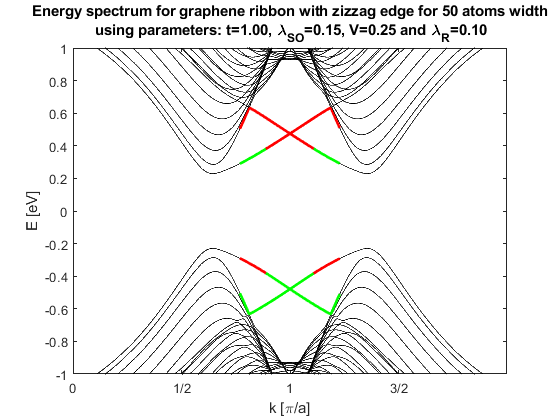 Energy spectrum for graphene ribbon with zizzag edge for 50 atoms width
using parameters: t=1.00, λ_SO=0.15, V=0.25 and λ_R=0.10
1
0.8
0.6
0.4
0.2
0
-0.2
-0.4
-0.6
-0.8
-1
E [eV]
0 1/2 1 3/2
k [π/a]